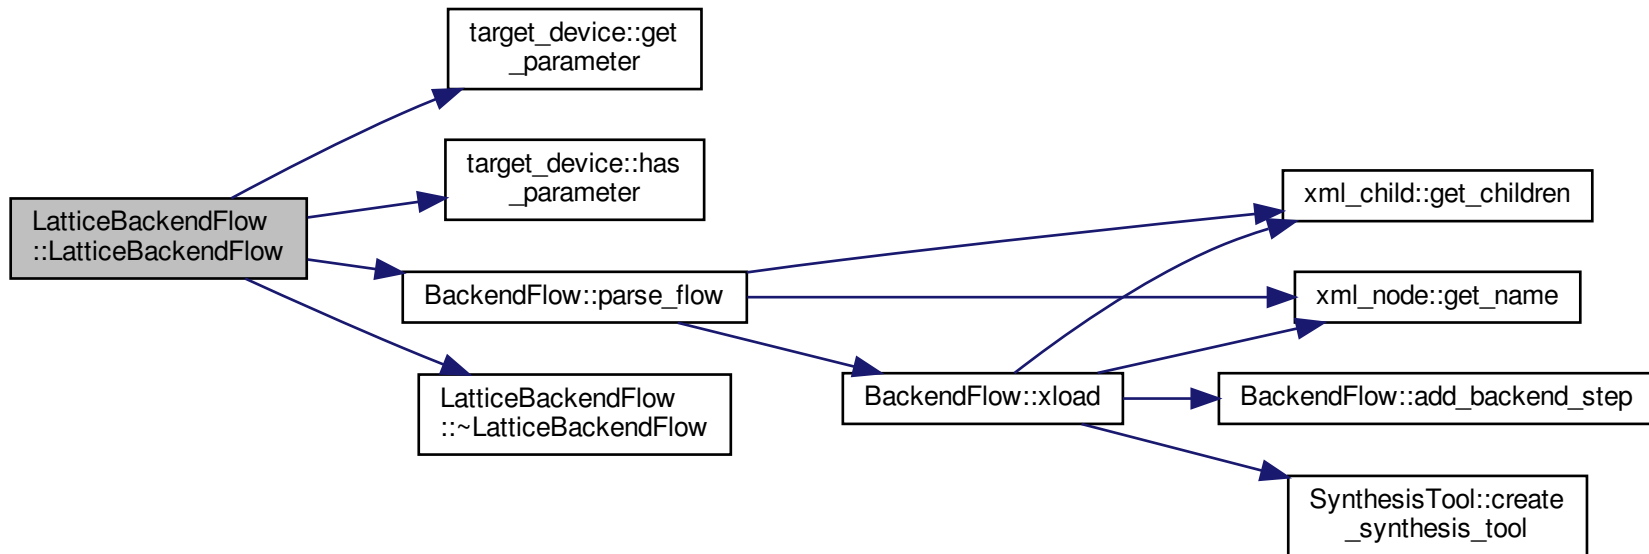 target_device::get
_parameter
target_device::has
_parameter
LatticeBackendFlow
::LatticeBackendFlow
BackendFlow::parse_flow
LatticeBackendFlow
::~LatticeBackendFlow
BackendFlow::xload
xml_child::get_children
xml_node::get_name
BackendFlow::add_backend_step
SynthesisTool::create
_synthesis_tool